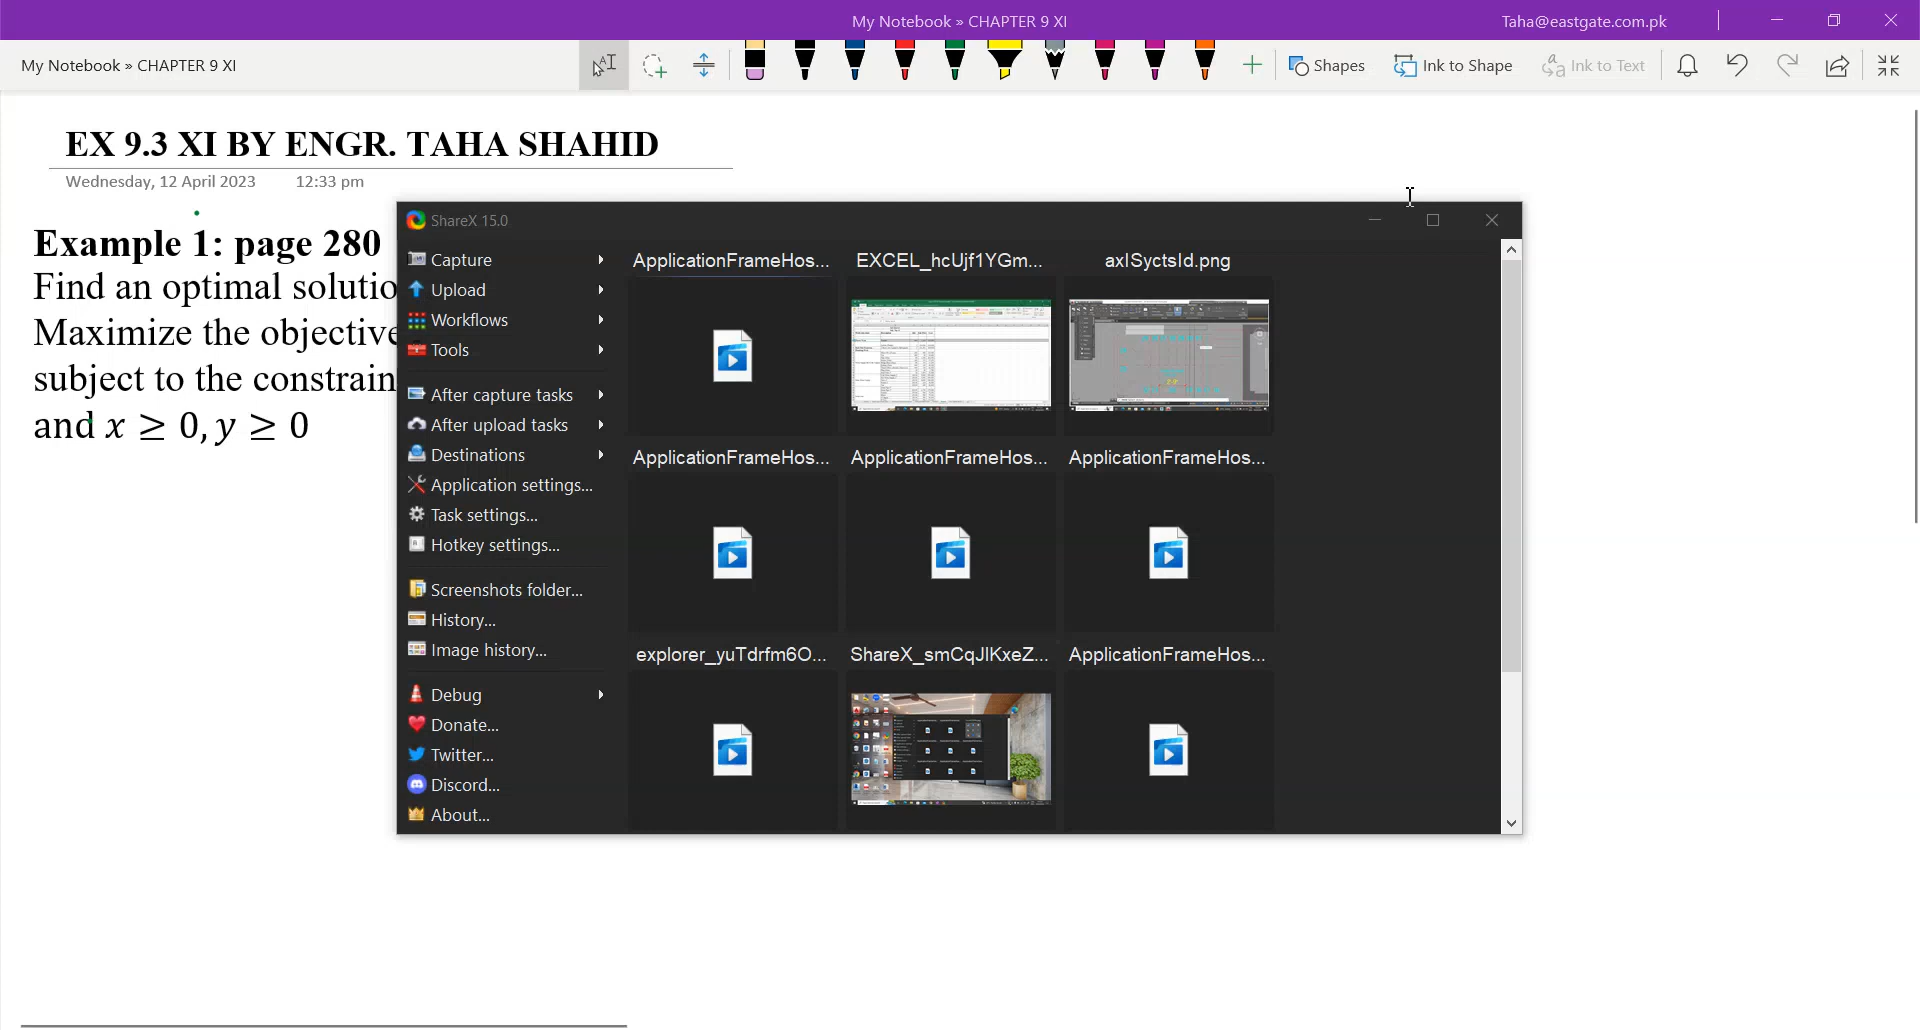 My Notebook » CHAPTER 9 XI
Taha@eastgate.com.pk
My Notebook » CHAPTER 9 XI
Shapes
Ink to Shape
Ink to Text
EX 9.3 XI BY ENGR. TAHA SHAHID
Wednesday, 12 April 2023 12:33 pm
Example 1: page 280
Find an optimal solutio
Maximize the objective
subject to the constrain
and x ≥ 0, y ≥ 0
ShareX 15.0
Capture
Upload
Workflows
Tools
After capture tasks
After upload tasks
Destinations
Application settings...
Task settings...
Hotkey settings...
Screenshots folder...
History...
Image history...
Debug
Donate...
Twitter...
Discord...
About...
ApplicationFrameHos... EXCEL_hcUjf1YGm... axlSyctsId.png
ApplicationFrameHos... ApplicationFrameHos... ApplicationFrameHos...
explorer_yuTdrfm6O... ShareX_smCqJlKxeZ... ApplicationFrameHos...